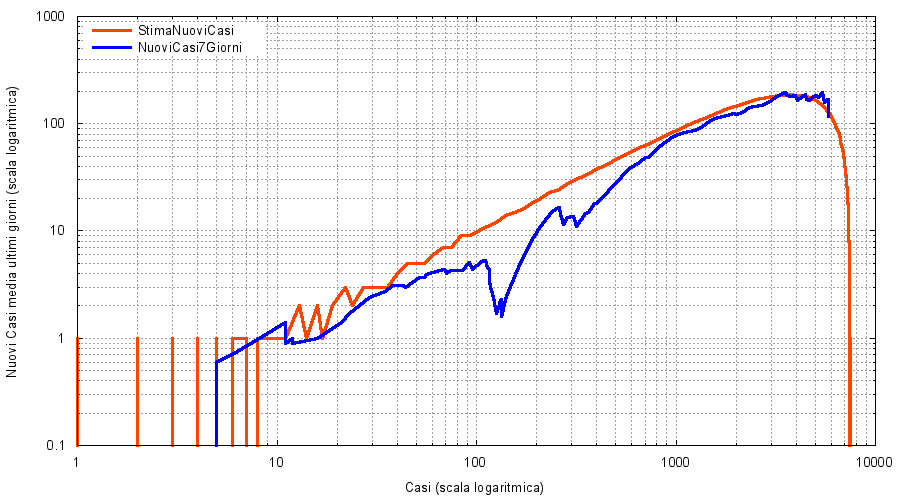 1000
StimaNuoviCasi
NuoviCasi7Giorni
100
10
1
0.1
Nuovi Casi media ultimi giorni (scala logaritmica)
1 10 100 1000 10000
Casi (scala logaritmica)